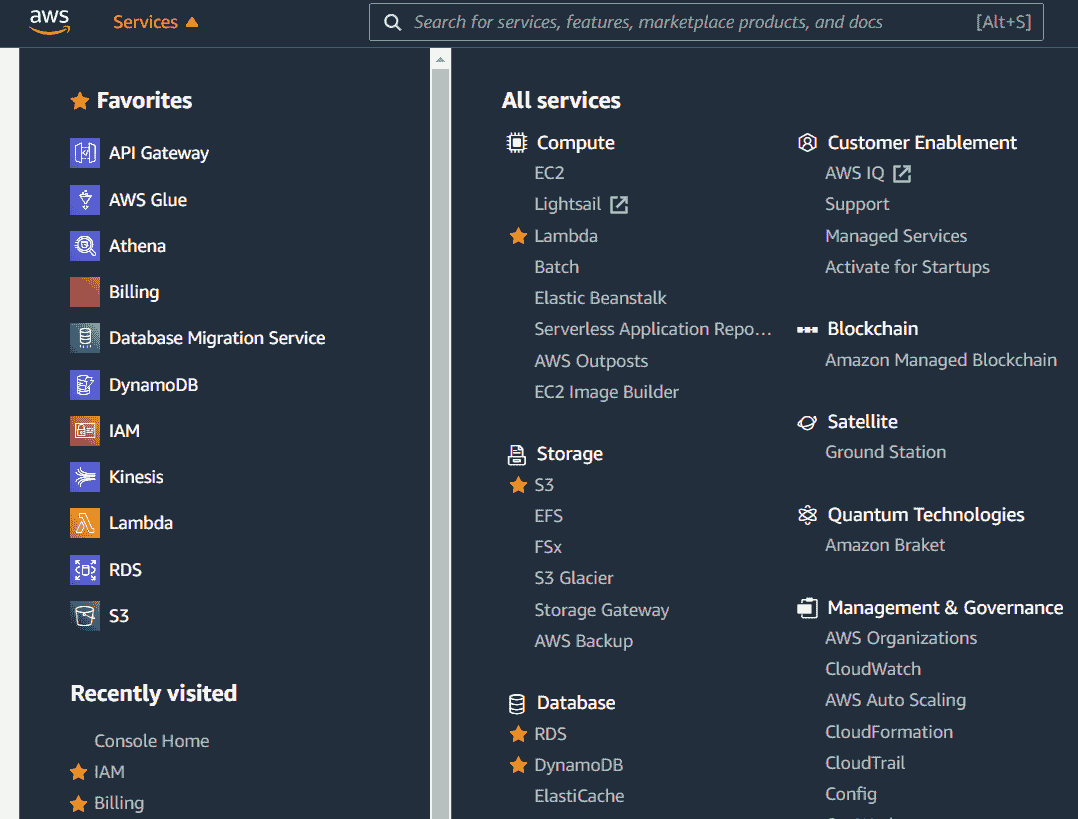 aws
Services
Search for services, features, marketplace products, and docs [Alt+S]
Favorites
API Gateway
AWS Glue
Athena
Billing
Database Migration Service
DynamoDB
IAM
Kinesis
Lambda
RDS
S3
Recently visited
Console Home
IAM
Billing
All services
Compute
EC2
Lightsail
Lambda
Batch
Elastic Beanstalk
Serverless Application Repo...
AWS Outposts
EC2 Image Builder
Storage
S3
EFS
FSx
S3 Glacier
Storage Gateway
AWS Backup
Database
RDS
DynamoDB
ElastiCache
Customer Enablement
AWS IQ
Support
Managed Services
Activate for Startups
Blockchain
Amazon Managed Blockchain
Satellite
Ground Station
Quantum Technologies
Amazon Braket
Management & Governance
AWS Organizations
CloudWatch
AWS Auto Scaling
CloudFormation
CloudTrail
Config